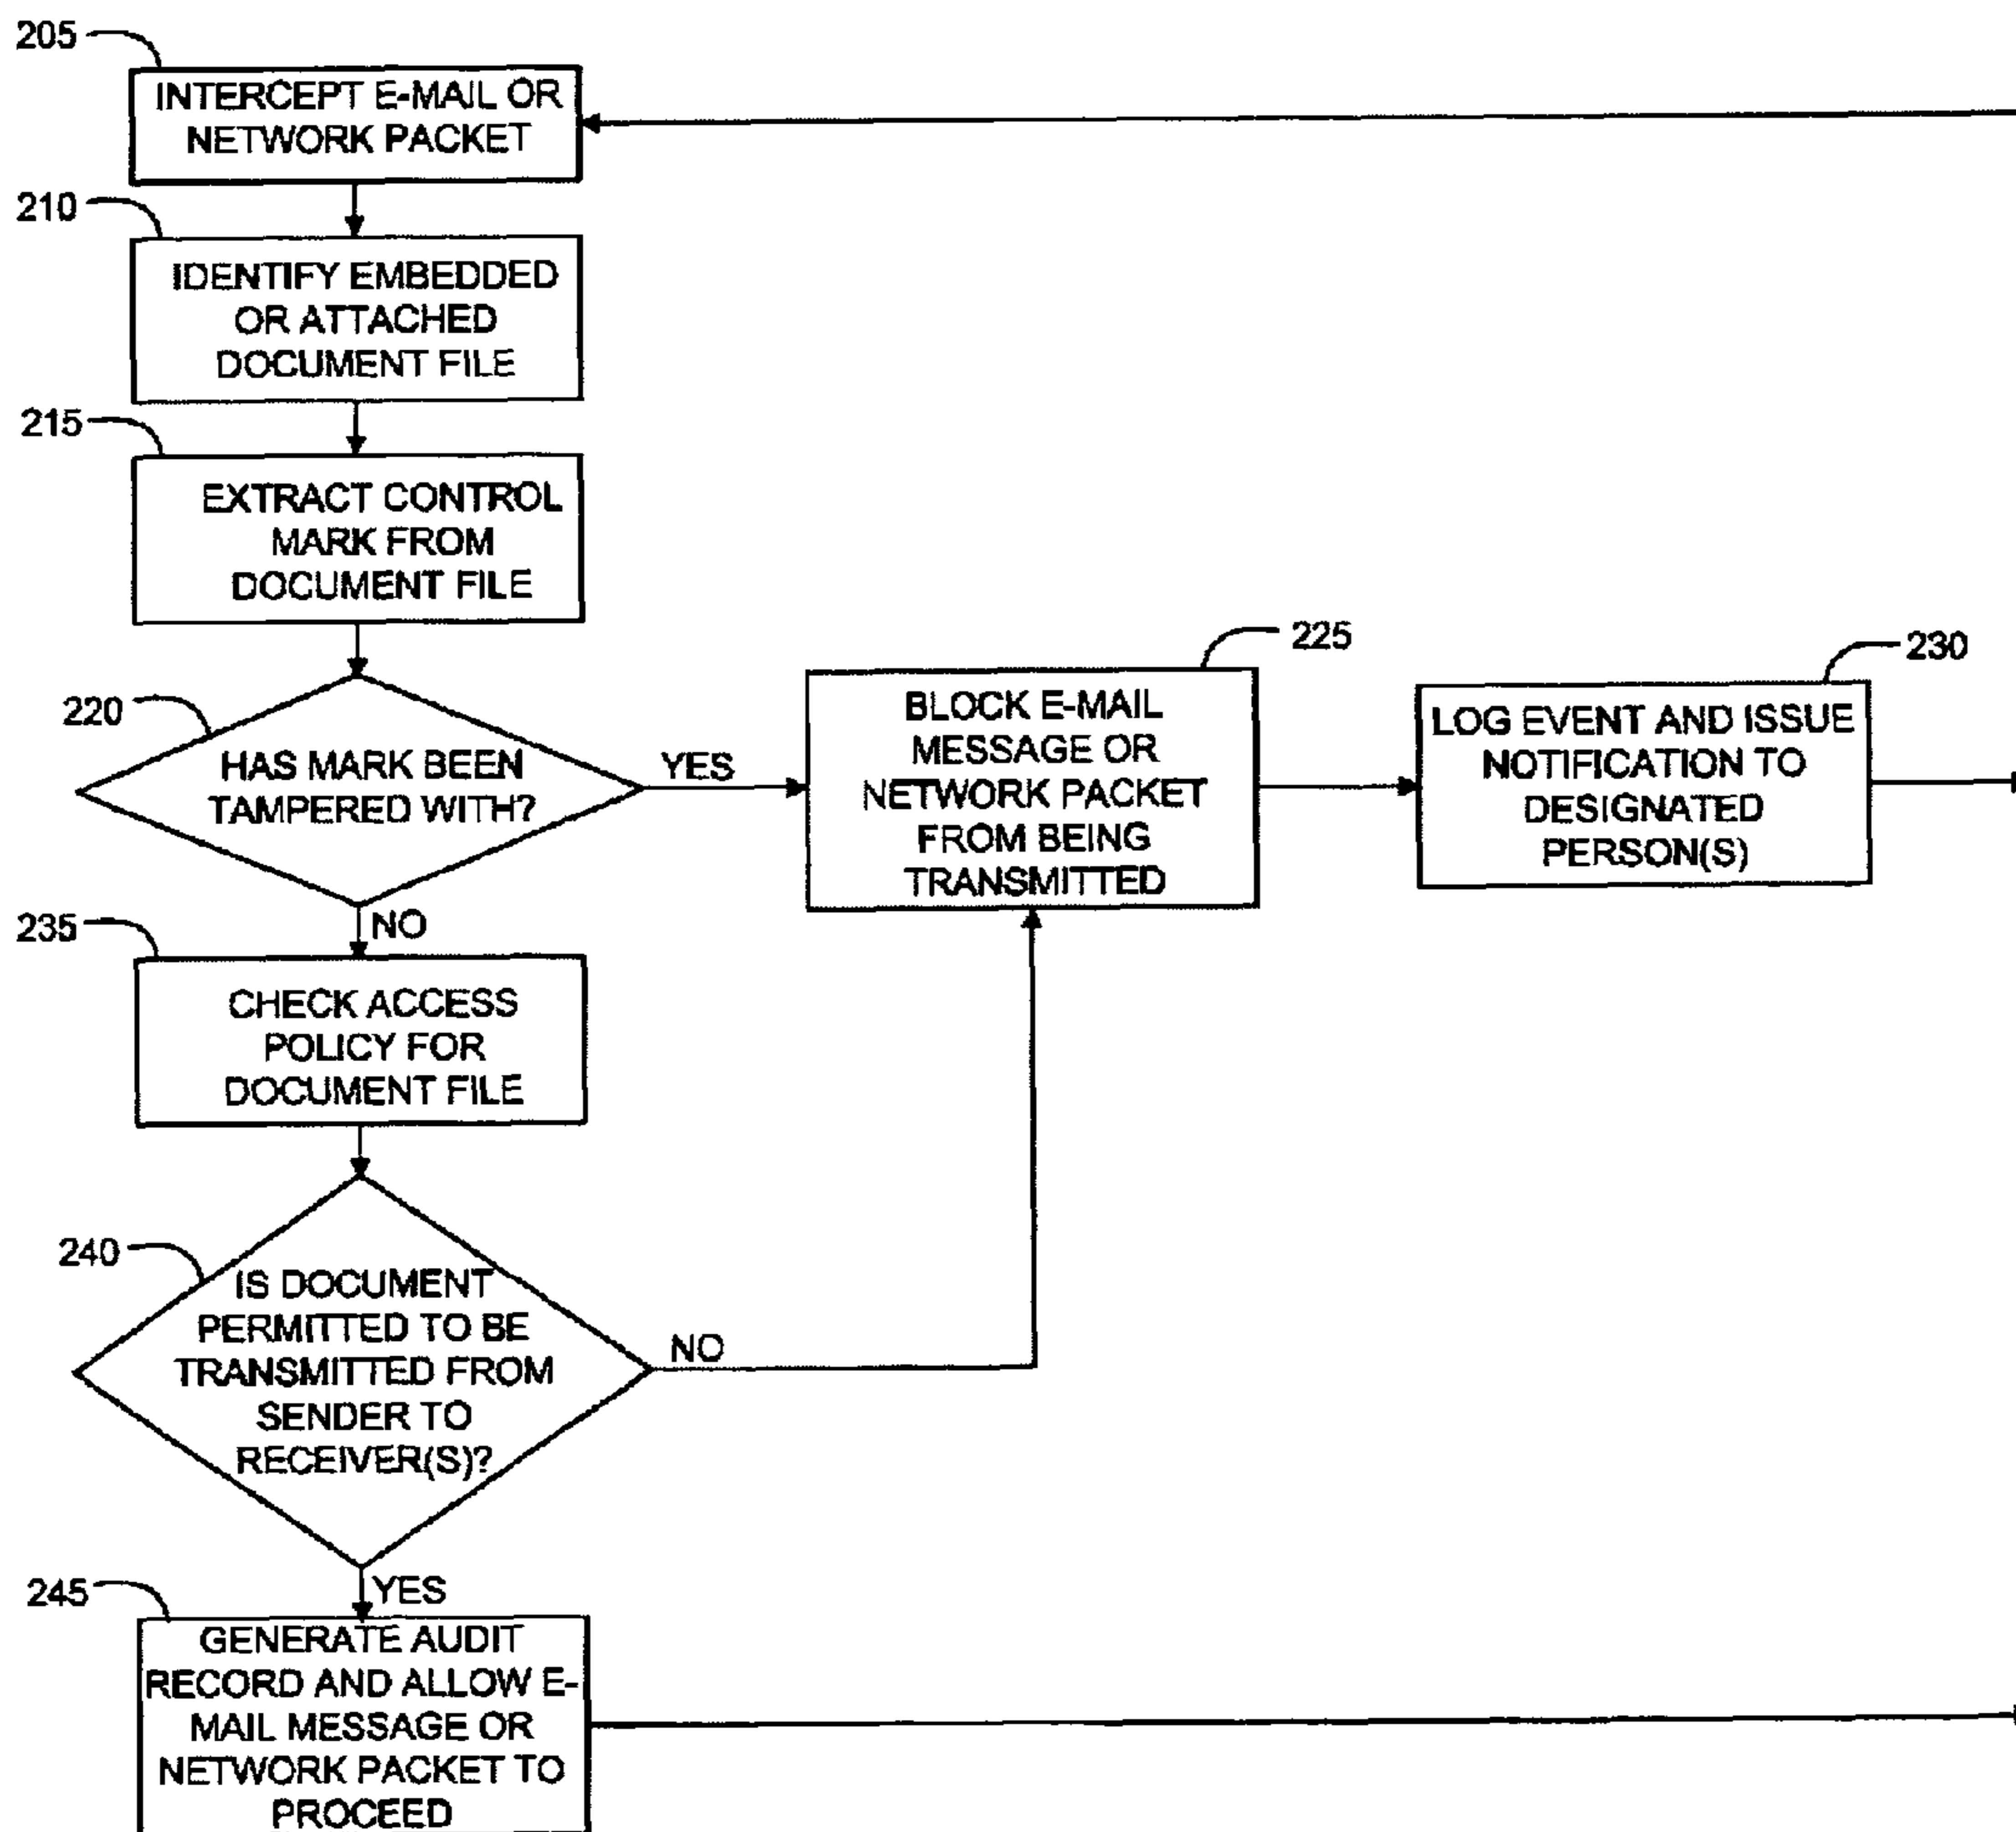 205
INTERCEPT E-MAIL OR
NETWORK PACKET
210
IDENTIFY EMBEDDED
OR ATTACHED
DOCUMENT FILE
215
EXTRACT CONTROL
MARK FROM
DOCUMENT FILE
220
HAS MARK BEEN
TAMPERED WITH?
YES
NO
225
BLOCK E-MAIL
MESSAGE OR
NETWORK PACKET
FROM BEING
TRANSMITTED
230
LOG EVENT AND ISSUE
NOTIFICATION TO
DESIGNATED
PERSON(S)
235
CHECK ACCESS
POLICY FOR
DOCUMENT FILE
240
IS DOCUMENT
PERMITTED TO BE
TRANSMITTED FROM
SENDER TO
RECEIVER(S)?
NO
YES
245
GENERATE AUDIT
RECORD AND ALLOW E-
MAIL MESSAGE OR
NETWORK PACKET TO
PROCEED